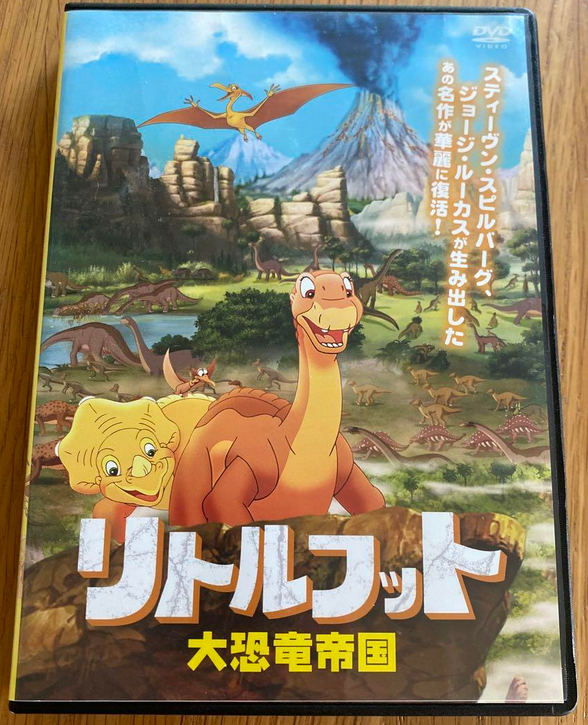 DVD
VIDEO
スティーヴン・スピルバーグ、
ジョージ・ルーカスが生み出した
あの名作が華麗に復活!
リトルフット
大恐竜帝国